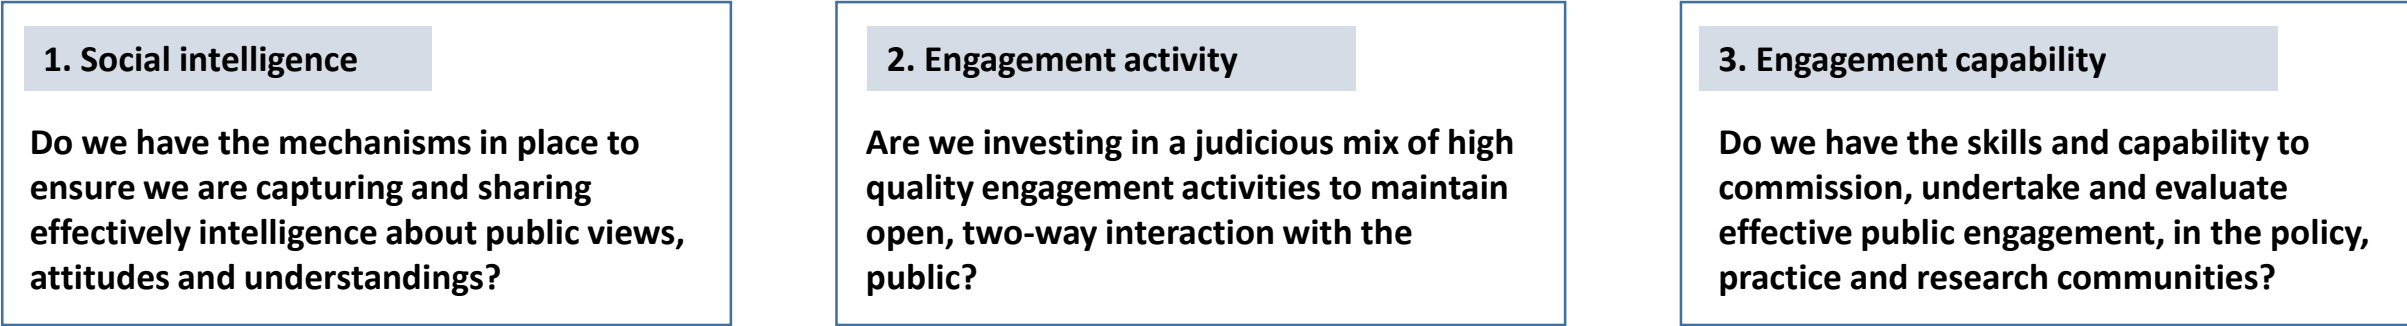 1. Social intelligence
Do we have the mechanisms in place to
ensure we are capturing and sharing
effectively intelligence about public views,
attitudes and understandings?
2. Engagement activity
Are we investing in a judicious mix of high
quality engagement activities to maintain
open, two-way interaction with the
public?
3. Engagement capability
Do we have the skills and capability to
commission, undertake and evaluate
effective public engagement, in the policy,
practice and research communities?